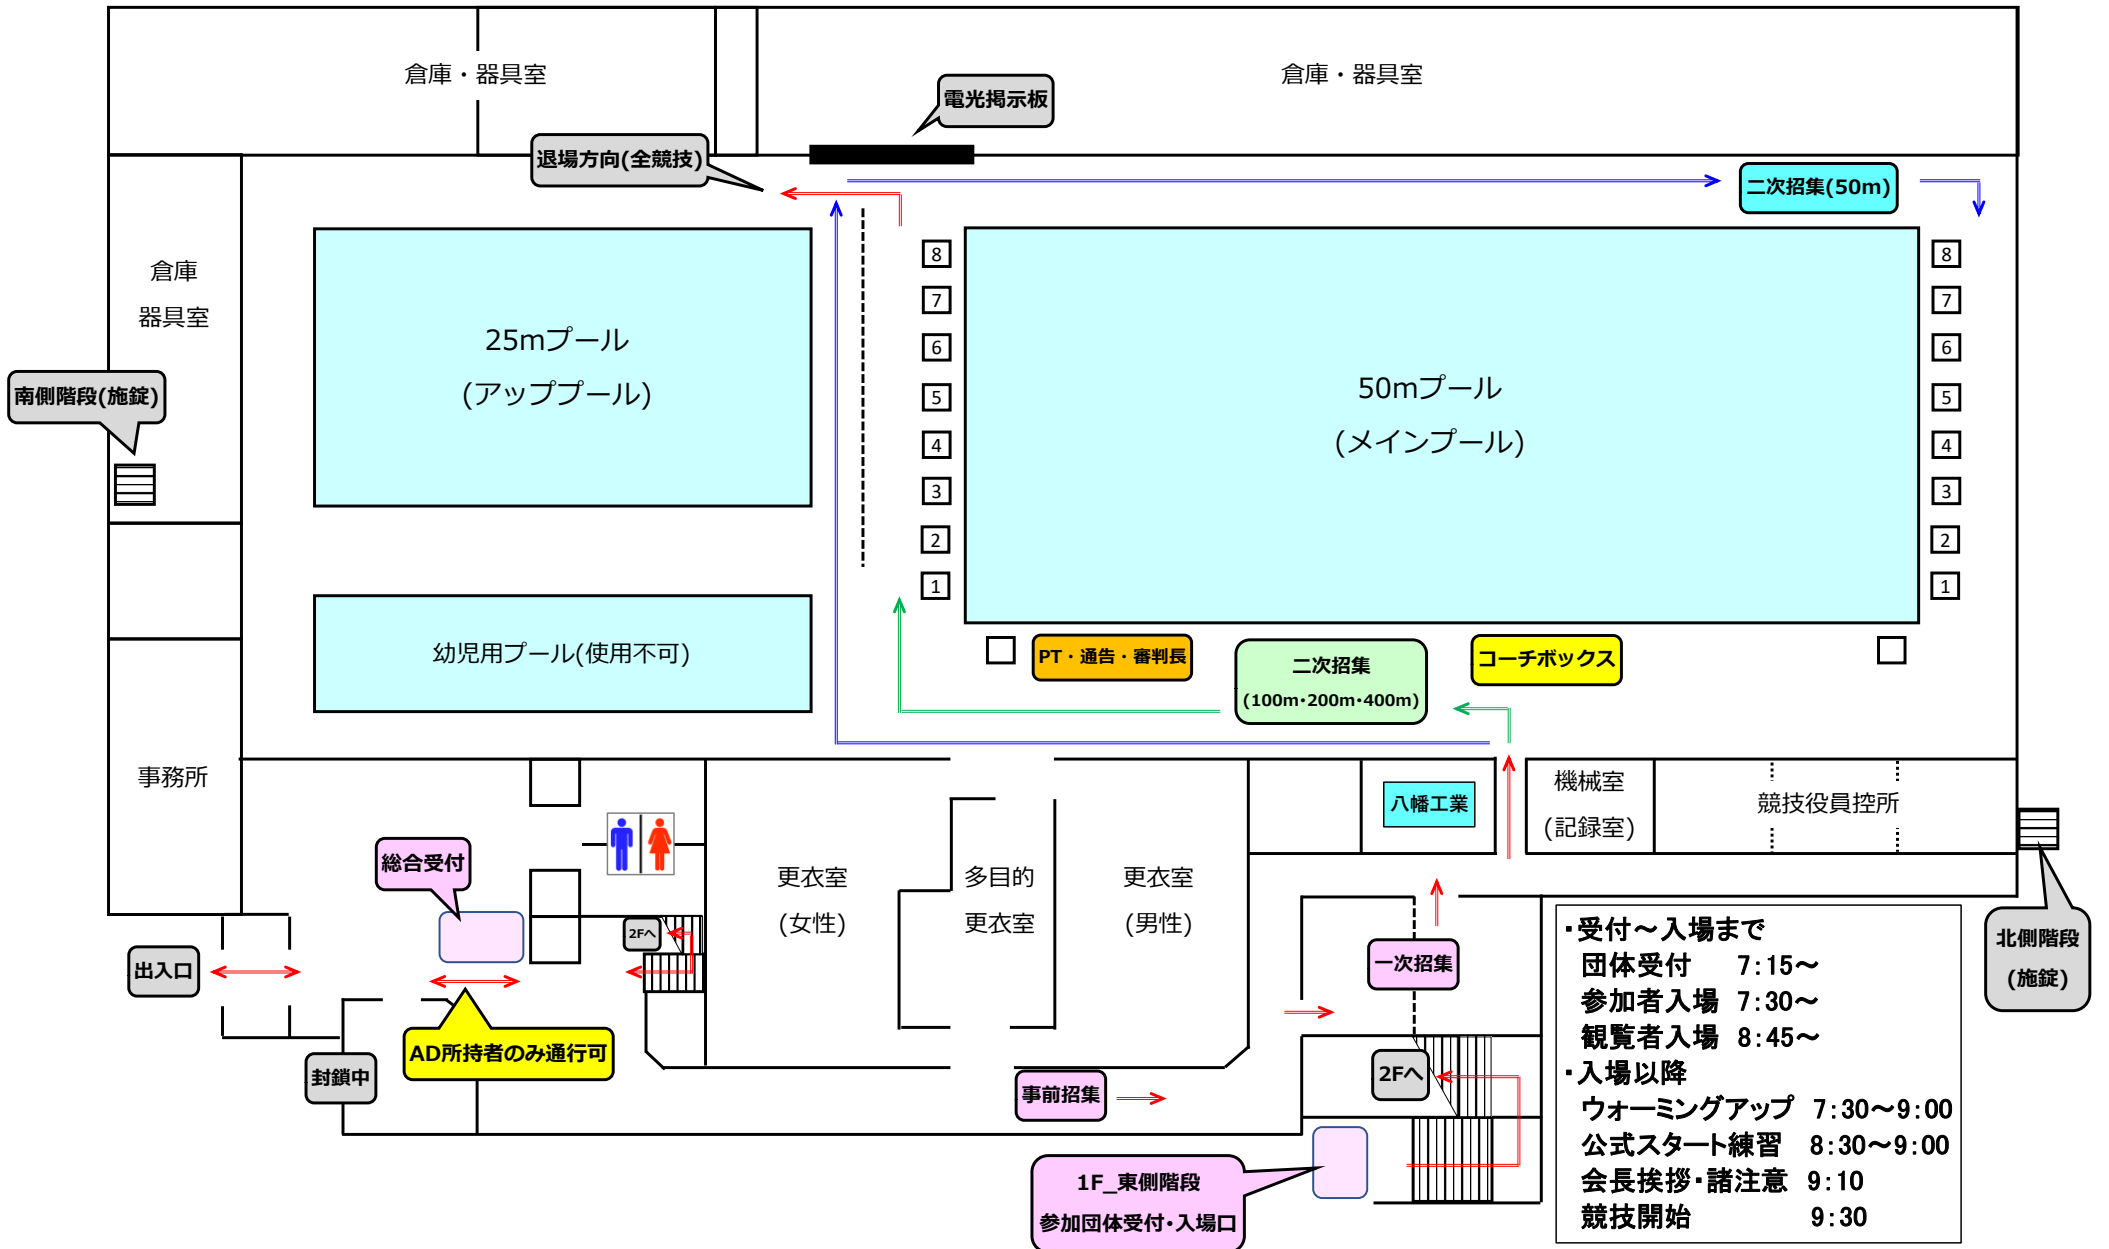 倉庫・器具室
倉庫・器具室
電光掲示板
退場方向(全競技)
二次招集(50m)
倉庫
器具室
25mプール
(アッププール)
8
7
6
5
4
3
2
1
50mプール
(メインプール)
8
7
6
5
4
3
2
1
南側階段(施錠)
幼児用プール(使用不可)
PT・通告・審判長
二次招集
(100m・200m・400m)
コーチボックス
事務所
八幡工業
機械室
(記録室)
競技役員控所
総合受付
更衣室
(女性)
多目的
更衣室
更衣室
(男性)
2Fへ
出入口
一次招集
北側階段
(施錠)
AD所持者のみ通行可
封鎖中
事前招集
2Fへ
1F_東側階段
参加団体受付・入場口
・受付～入場まで
団体受付 7:15～
参加者入場 7:30～
観覧者入場 8:45～
・入場以降
ウォーミングアップ 7:30～9:00
公式スタート練習 8:30～9:00
会長挨拶・諸注意 9:10
競技開始 9:30